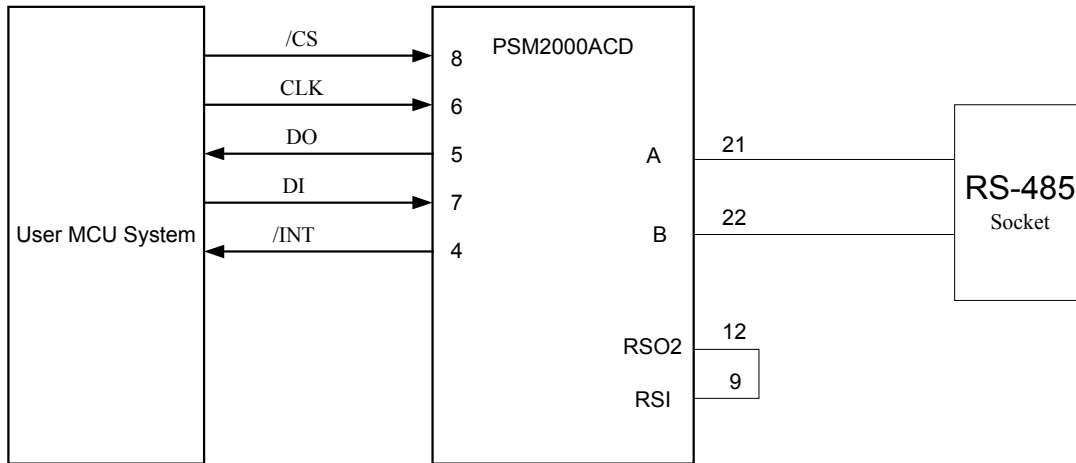 /CS
8
PSM2000ACD
CLK
6
DO
5
A
21
DI
7
RS-485
Socket
User MCU System
/INT
4
B
22
RSO2
12
RSI
9